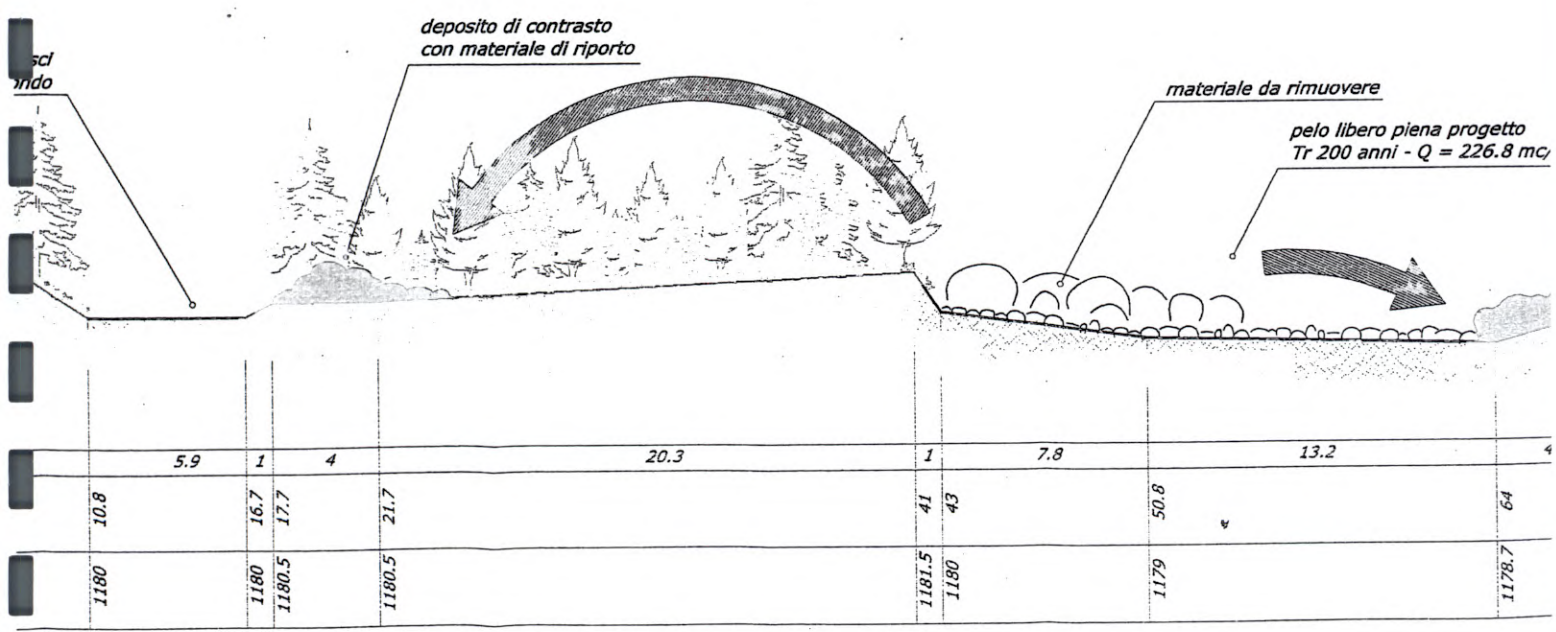 deposito di contrasto
con materiale di riporto
materiale da rimuovere
pelo libero piena progetto
Tr 200 anni - Q = 226.8 mc/
5.9 1 4 20.3 1 7.8 13.2 4
10.8 16.7 17.7 21.7 41 43 50.8 64
1180 1180 1180.5 1180.5 1181.5 1180 1179 1178.7